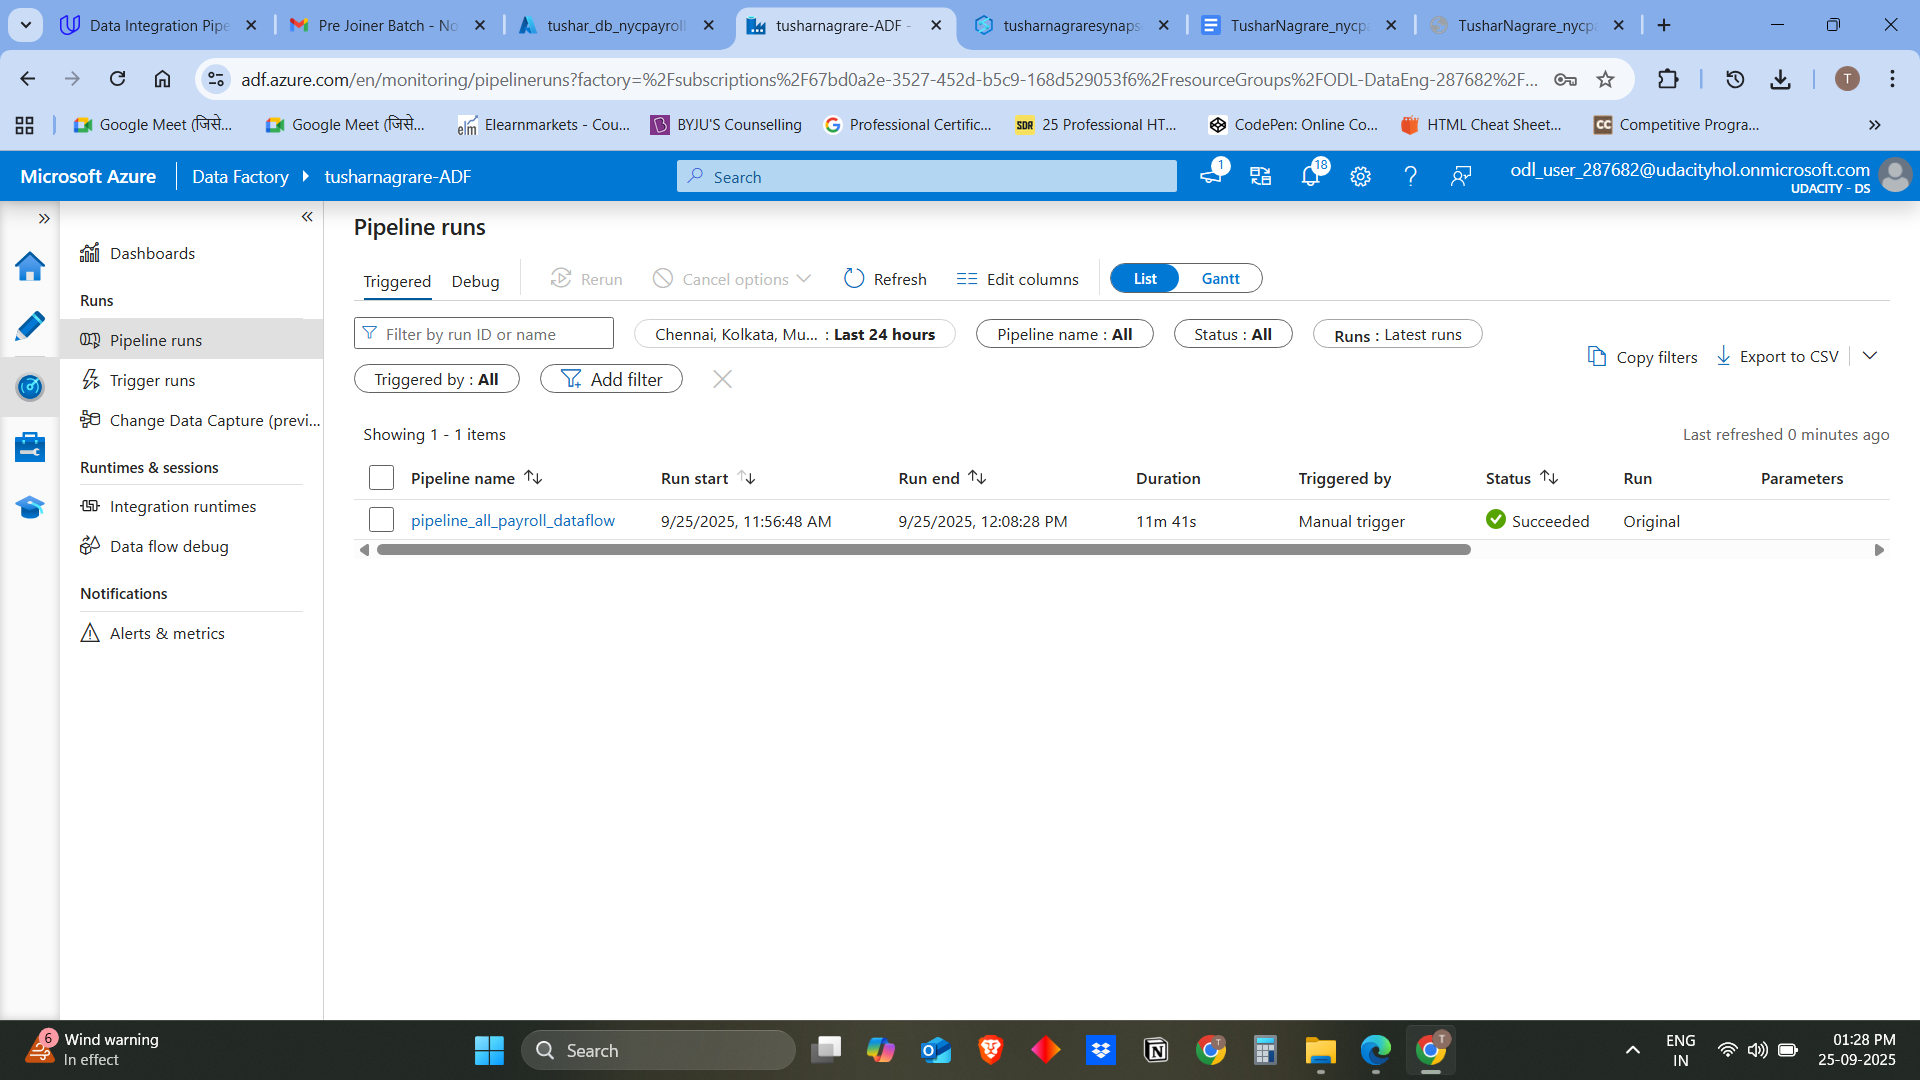 Data Integration Pipe
Pre Joiner Batch - No
tushar_db_nycpayroll
tusharnagrare-ADF -
tusharnagraresynaps
TusharNagrare_nycpa
TusharNagrare_nycp
adf.azure.com/en/monitoring/pipelineruns?factory=%2Fsubscriptions%2F67bd0a2e-3527-452d-b5c9-168d529053f6%2FresourceGroups%2FODL-DataEng-287682%2F...
T
Google Meet (जिसे...
Google Meet (जिसे...
Elearnmarkets - Cou...
BYJU'S Counselling
Professional Certific...
25 Professional HT...
CodePen: Online Co...
HTML Cheat Sheet...
Competitive Progra...
Microsoft Azure
Data Factory
tusharnagrare-ADF
Search
1
18
odl_user_287682@udacityhol.onmicrosoft.com
UDACITY - DS
Dashboards
Runs
Pipeline runs
Trigger runs
Change Data Capture (previ...
Runtimes & sessions
Integration runtimes
Data flow debug
Notifications
Alerts & metrics
Pipeline runs
Triggered
Debug
Rerun
Cancel options
Refresh
Edit columns
List
Gantt
Filter by run ID or name
Chennai, Kolkata, Mu... : Last 24 hours
Pipeline name : All
Status : All
Runs : Latest runs
Triggered by : All
Add filter
Copy filters
Export to CSV
Showing 1 - 1 items
Last refreshed 0 minutes ago
Pipeline name Run start Run end Duration Triggered by Status Run Parameters
pipeline_all_payroll_dataflow 9/25/2025, 11:56:48 AM 9/25/2025, 12:08:28 PM 11m 41s Manual trigger Succeeded Original
6
Wind warning
In effect
Search
ENG
IN
01:28 PM
25-09-2025